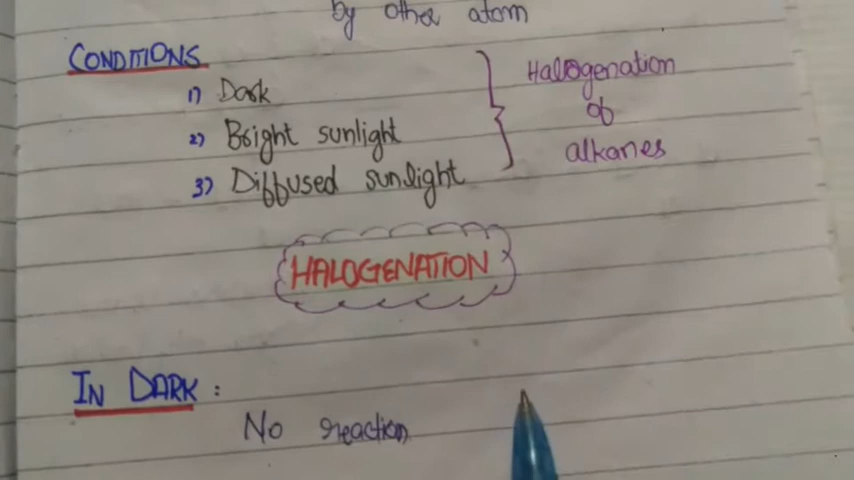 by other atom
CONDITIONS
1) Dark
2) Bright sunlight
3) Diffused sunlight
Halogenation
of
alkanes
HALOGENATION
IN DARK :
No reaction